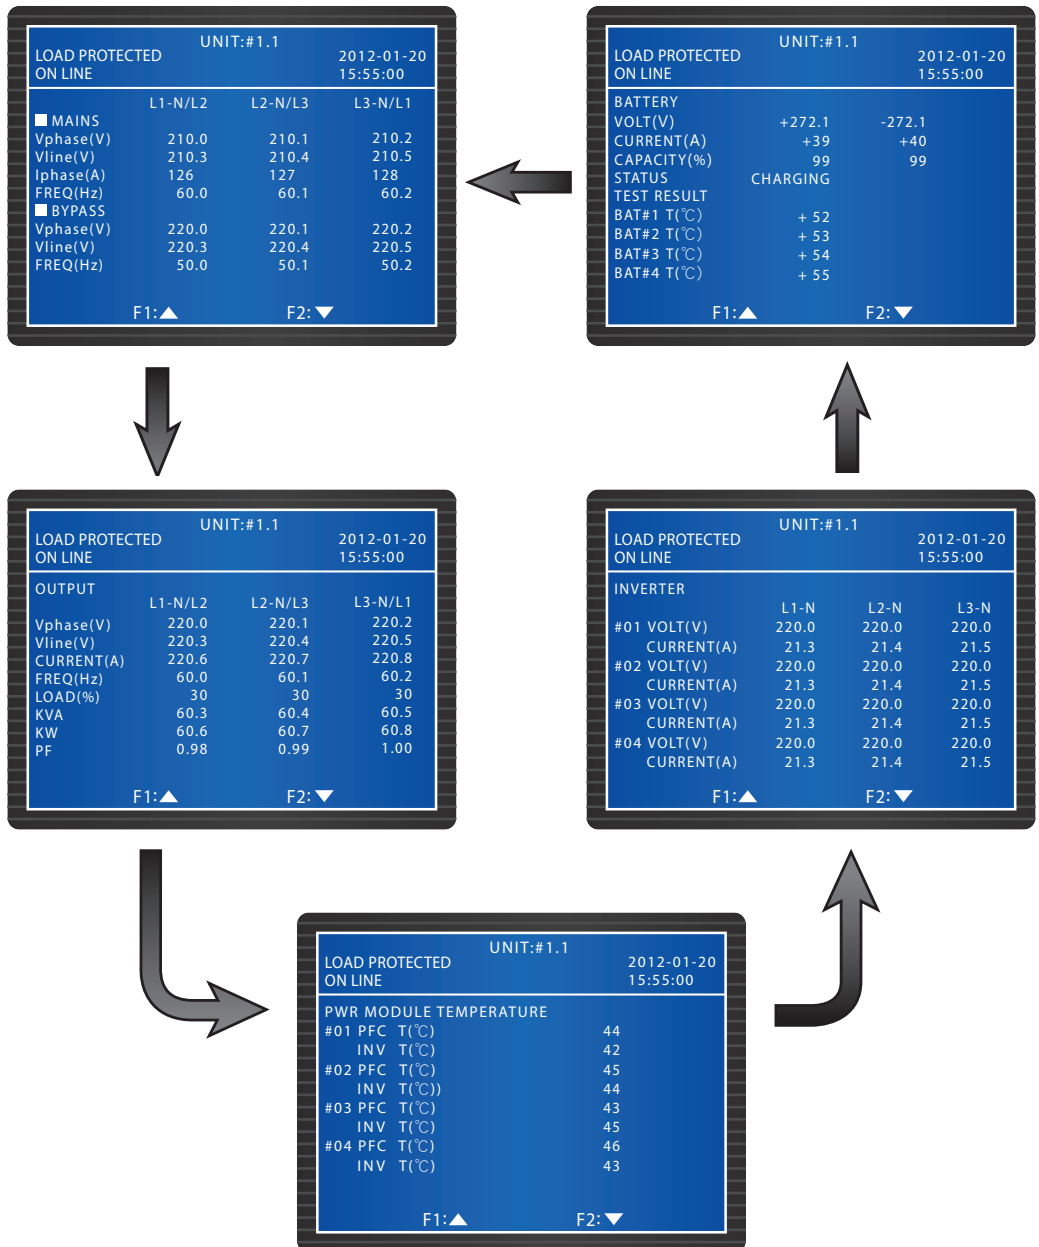 UNIT:#1.1
LOAD PROTECTED 2012-01-20
ON LINE 15:55:00
L1-N/L2 L2-N/L3 L3-N/L1
MAINS
Vphase(V) 210.0 210.1 210.2
Vline(V) 210.3 210.4 210.5
Iphase(A) 126 127 128
FREQ(Hz) 60.0 60.1 60.2
BYPASS
Vphase(V) 220.0 220.1 220.2
Vline(V) 220.3 220.4 220.5
FREQ(Hz) 50.0 50.1 50.2
F1:▲ F2:▼
UNIT:#1.1
LOAD PROTECTED 2012-01-20
ON LINE 15:55:00
BATTERY
VOLT(V) +272.1 -272.1
CURRENT(A) +39 +40
CAPACITY(%) 99 99
STATUS CHARGING
TEST RESULT
BAT#1 T(℃) + 52
BAT#2 T(℃) + 53
BAT#3 T(℃) + 54
BAT#4 T(℃) + 55
F1:▲ F2:▼
UNIT:#1.1
LOAD PROTECTED 2012-01-20
ON LINE 15:55:00
OUTPUT
L1-N/L2 L2-N/L3 L3-N/L1
Vphase(V) 220.0 220.1 220.2
Vline(V) 220.3 220.4 220.5
CURRENT(A) 220.6 220.7 220.8
FREQ(Hz) 60.0 60.1 60.2
LOAD(%) 30 30 30
KVA 60.3 60.4 60.5
KW 60.6 60.7 60.8
PF 0.98 0.99 1.00
F1:▲ F2:▼
UNIT:#1.1
LOAD PROTECTED 2012-01-20
ON LINE 15:55:00
INVERTER
L1-N L2-N L3-N
#01 VOLT(V) 220.0 220.0 220.0
CURRENT(A) 21.3 21.4 21.5
#02 VOLT(V) 220.0 220.0 220.0
CURRENT(A) 21.3 21.4 21.5
#03 VOLT(V) 220.0 220.0 220.0
CURRENT(A) 21.3 21.4 21.5
#04 VOLT(V) 220.0 220.0 220.0
CURRENT(A) 21.3 21.4 21.5
F1:▲ F2:▼
UNIT:#1.1
LOAD PROTECTED 2012-01-20
ON LINE 15:55:00
PWR MODULE TEMPERATURE
#01 PFC T(℃) 44
INV T(℃) 42
#02 PFC T(℃) 45
INV T(℃)) 44
#03 PFC T(℃) 43
INV T(℃) 45
#04 PFC T(℃) 46
INV T(℃) 43
F1:▲ F2:▼